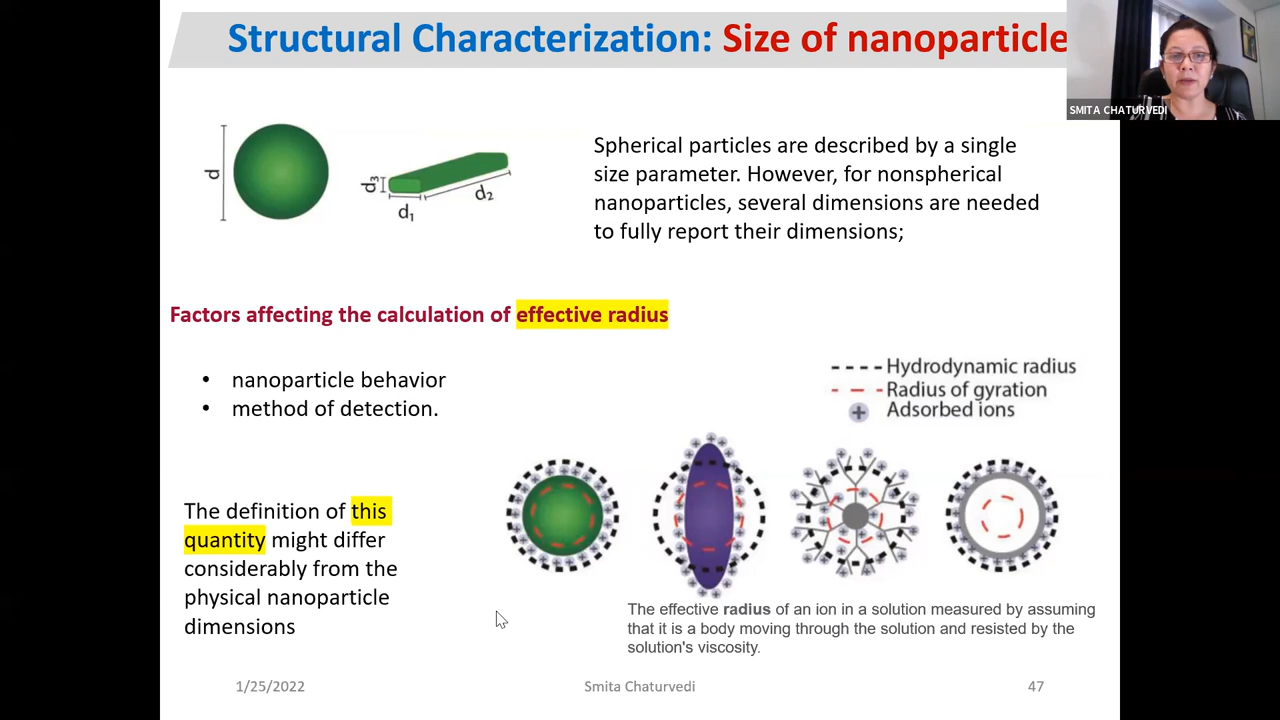 Structural Characterization: Size of nanoparticle
SMITA CHATURVEDI
d
d3
d1
d2
Spherical particles are described by a single
size parameter. However, for nonspherical
nanoparticles, several dimensions are needed
to fully report their dimensions;
Factors affecting the calculation of effective radius
• nanoparticle behavior
• method of detection.
Hydrodynamic radius
Radius of gyration
Adsorbed ions
The definition of this
quantity might differ
considerably from the
physical nanoparticle
dimensions
The effective radius of an ion in a solution measured by assuming
that it is a body moving through the solution and resisted by the
solution's viscosity.
1/25/2022
Smita Chaturvedi
47